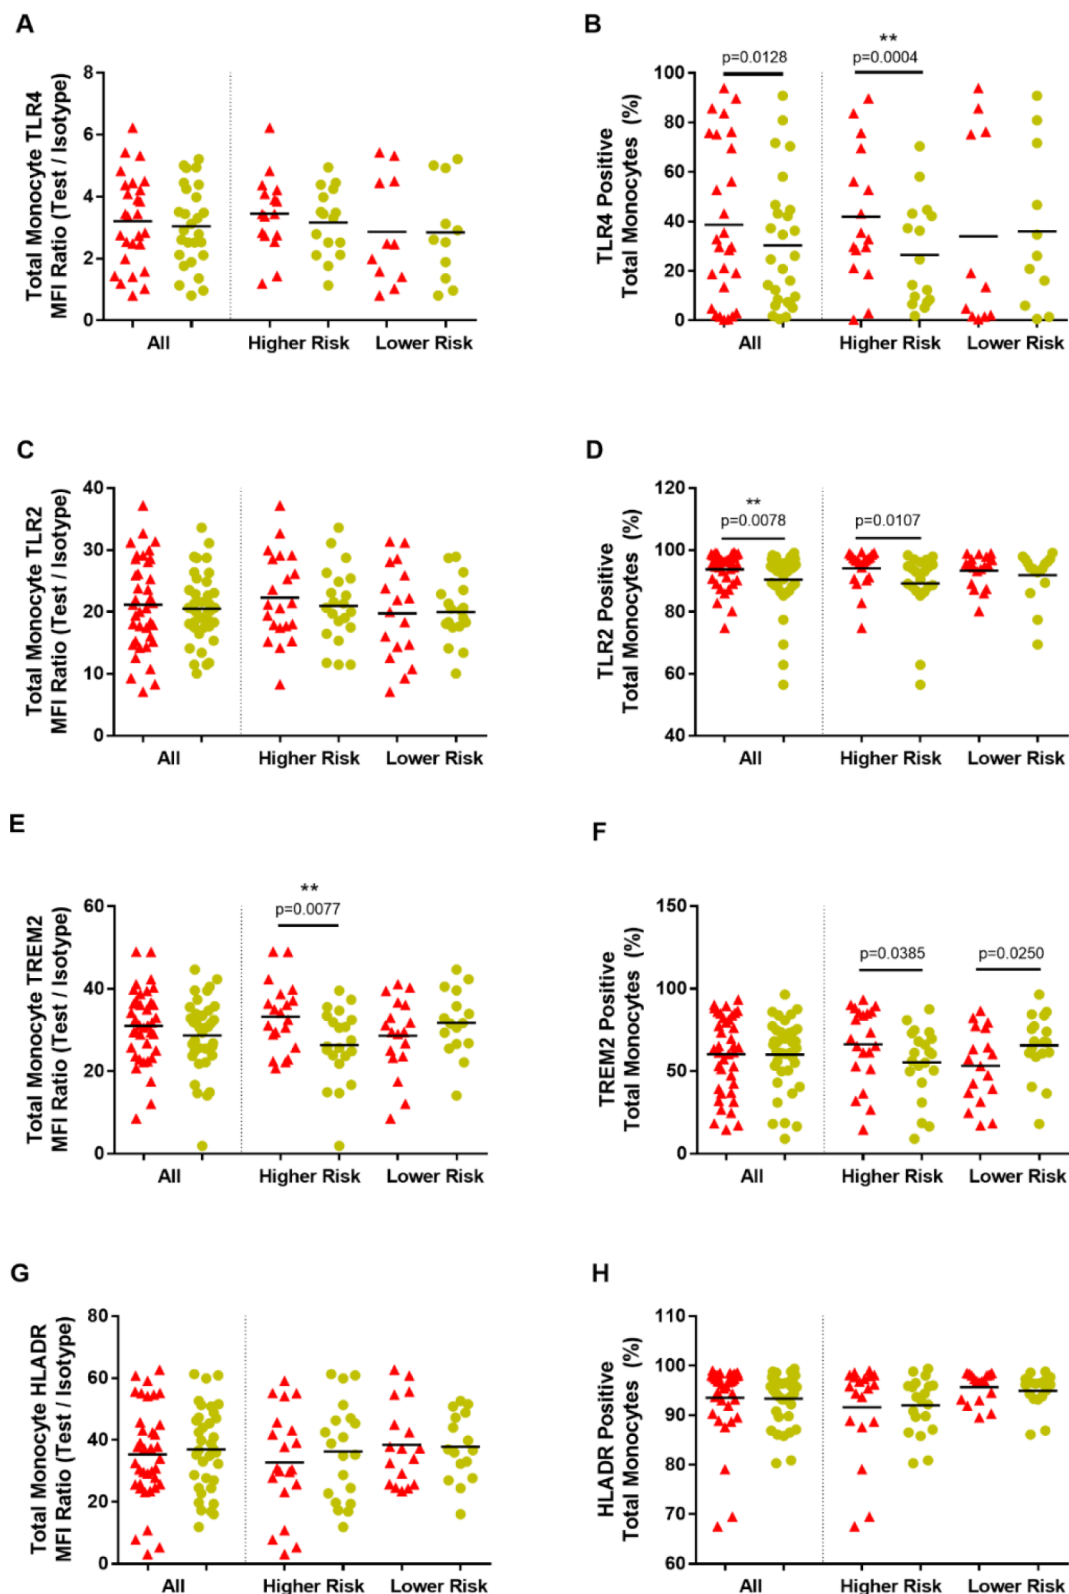 A
Total Monocyte TLR4
MFI Ratio (Test / Isotype)
8
6
4
2
0
All
Higher Risk
Lower Risk
B
TLR4 Positive
Total Monocytes (%)
100
80
60
40
20
0
p=0.0128
**
p=0.0004
All
Higher Risk
Lower Risk
C
Total Monocyte TLR2
MFI Ratio (Test / Isotype)
40
30
20
10
0
All
Higher Risk
Lower Risk
D
TLR2 Positive
Total Monocytes (%)
120
100
80
60
40
**
p=0.0078
p=0.0107
All
Higher Risk
Lower Risk
E
Total Monocyte TREM2
MFI Ratio (Test / Isotype)
60
40
20
0
**
p=0.0077
All
Higher Risk
Lower Risk
F
TREM2 Positive
Total Monocytes (%)
150
100
50
0
p=0.0385
p=0.0250
All
Higher Risk
Lower Risk
G
Total Monocyte HLADR
MFI Ratio (Test / Isotype)
80
60
40
20
0
All
Higher Risk
Lower Risk
H
HLADR Positive
Total Monocytes (%)
110
100
90
80
70
60
All
Higher Risk
Lower Risk